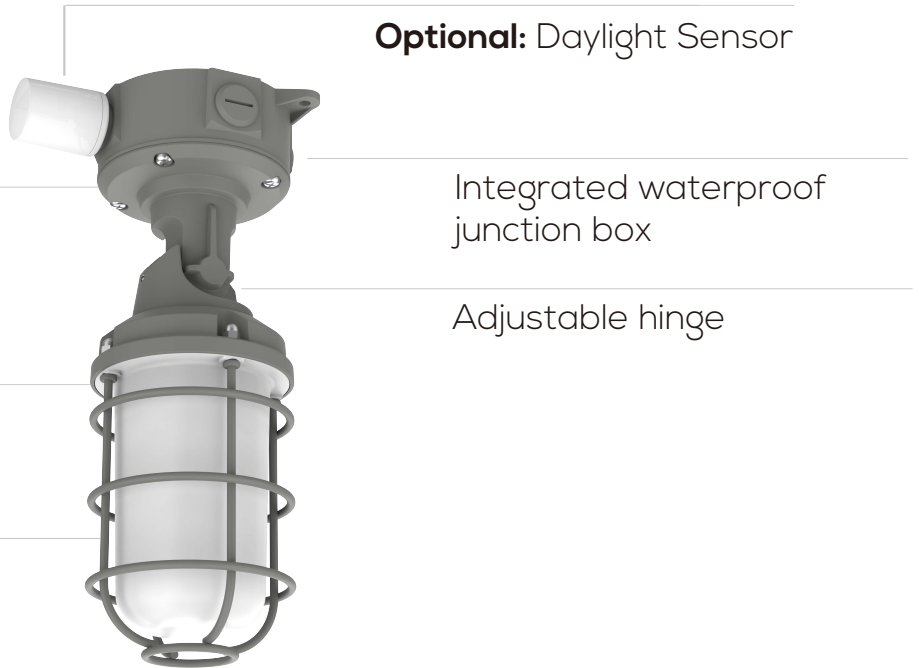 Optional: Daylight Sensor
Integrated waterproof
junction box
Adjustable hinge